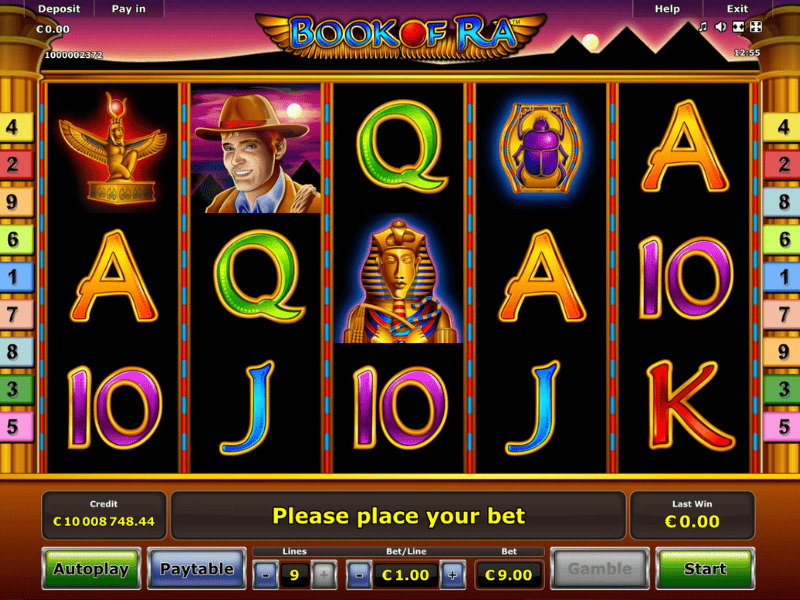 Deposit Pay in Help Exit
€ 0.00
BOOK OF RA™
1000002372 12:55
Q A
4 4
2 2
9 8
A Q A 10
6 6
1 1
7 7
8 9
10 J 10 J K
3 3
5 5
Credit
€ 10 008 748.44
Please place your bet
Last Win
€ 0.00
Lines Bet/Line Bet
Autoplay Paytable - 9 + - € 1.00 + € 9.00 Gamble Start